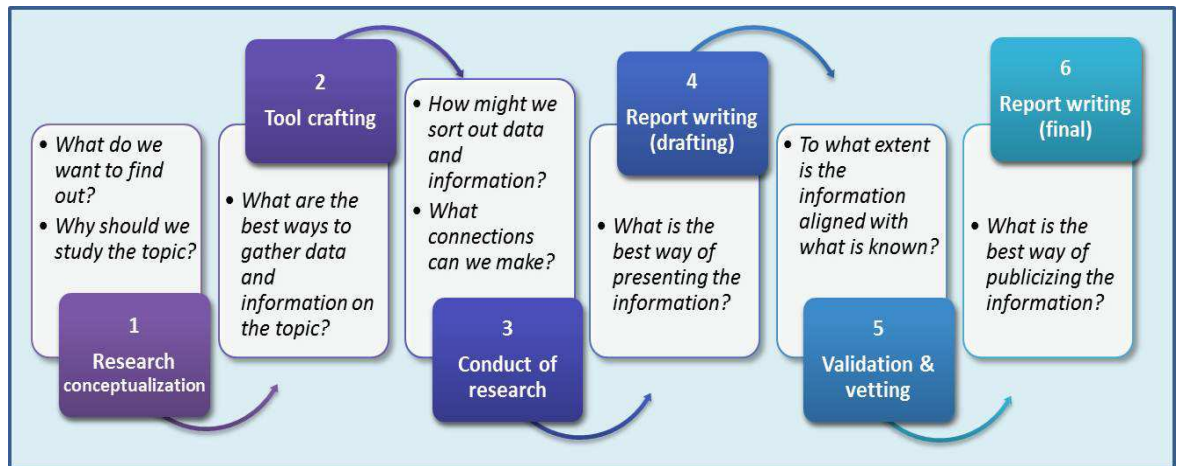 • What do we
want to find
out?
• Why should we
study the topic?
1
Research
conceptualization
2
Tool crafting
• What are the
best ways to
gather data
and
information on
the topic?
• How might we
sort out data
and
information?
• What
connections
can we make?
3
Conduct of
research
4
Report writing
(drafting)
• What is the
best way of
presenting the
information?
• To what extent
is the
information
aligned with
what is known?
5
Validation &
vetting
6
Report writing
(final)
• What is the
best way of
publicizing the
information?